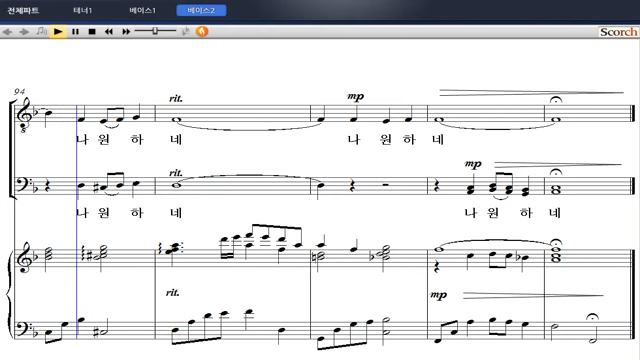 전체파트 테너1 베이스1 베이스2
Scorch
94
rit. mp
나 원 하 네 나 원 하 네
rit. mp
나 원 하 네 나 원 하 네
rit. mp